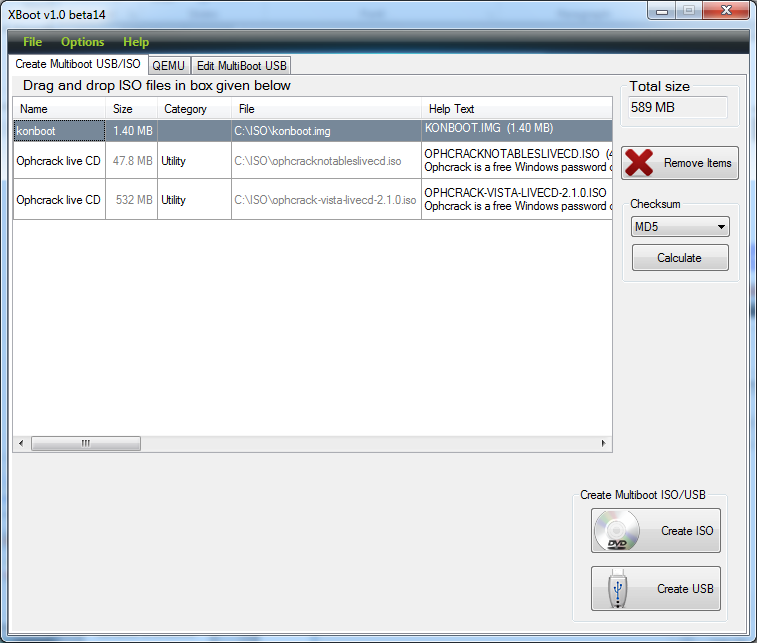 XBoot v1.0 beta14
File Options Help
Create Multiboot USB/ISO QEMU Edit MultiBoot USB
Drag and drop ISO files in box given below
Name Size Category File Help Text
konboot 1.40 MB C:\ISO\konboot.img KONBOOT.IMG (1.40 MB)
Ophcrack live CD 47.8 MB Utility C:\ISO\ophcracknotableslivecd.iso OPHCRACKNOTABLESLIVECD.ISO (4
Ophcrack is a free Windows password c
Ophcrack live CD 532 MB Utility C:\ISO\ophcrack-vista-livecd-2.1.0.iso OPHCRACK-VISTA-LIVECD-2.1.0.ISO
Ophcrack is a free Windows password c
Total size
589 MB
Remove Items
Checksum
MD5
Calculate
Create Multiboot ISO/USB
DVD
Create ISO
Create USB